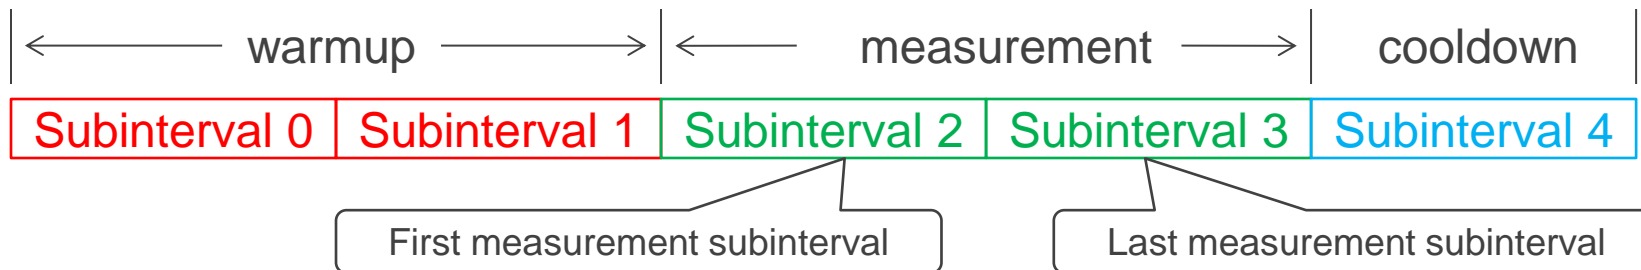 warmup measurement cooldown
Subinterval 0 Subinterval 1 Subinterval 2 Subinterval 3 Subinterval 4
First measurement subinterval Last measurement subinterval